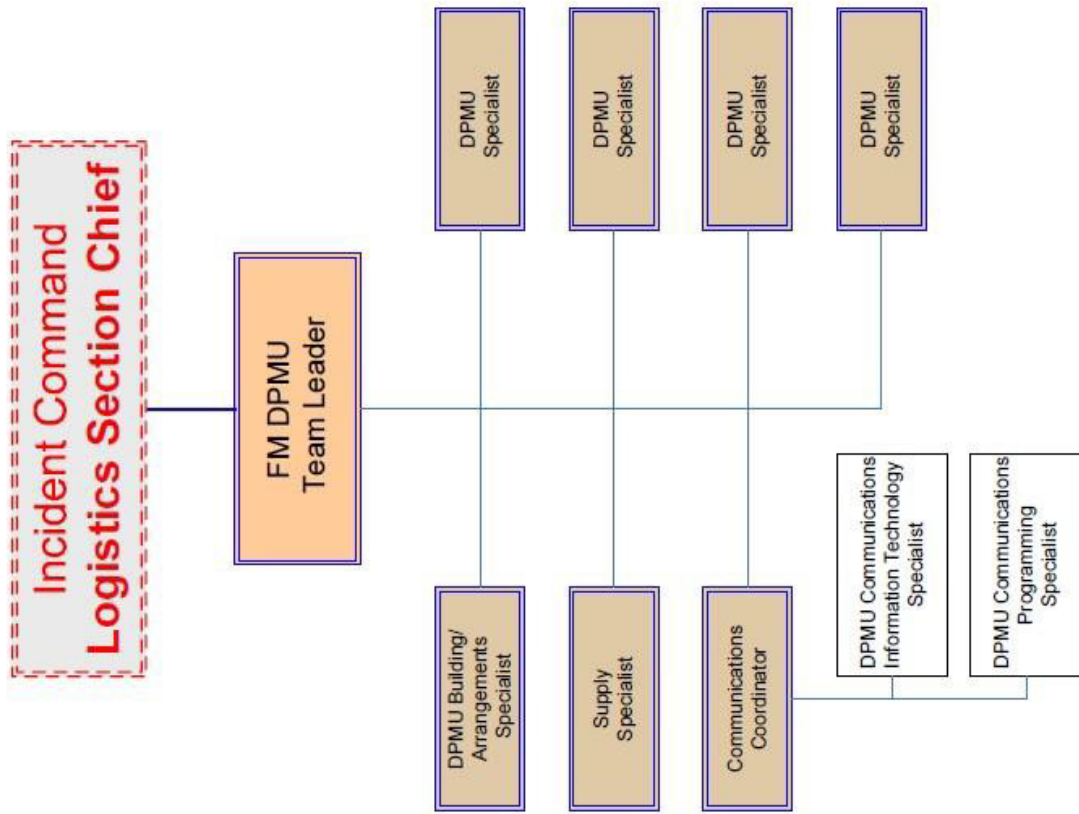 Incident Command
Logistics Section Chief
FM DPMU
Team Leader
DPMU Building/
Arrangements
Specialist
DPMU
Specialist
Supply
Specialist
DPMU
Specialist
Communications
Coordinator
DPMU
Specialist
DPMU Communications
Information Technology
Specialist
DPMU
Specialist
DPMU Communications
Programming
Specialist